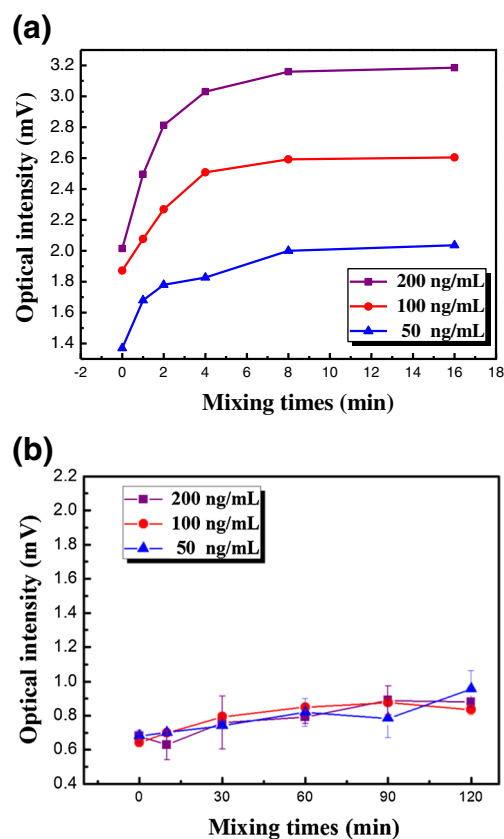 (a)
3.2
3.0
2.8
2.6
2.4
2.2
2.0
1.8
1.6
1.4
Optical intensity (mV)
200 ng/mL
100 ng/mL
50 ng/mL
-2 0 2 4 6 8 10 12 14 16 18
Mixing times (min)
(b)
2.2
2.0
1.8
1.6
1.4
1.2
1.0
0.8
0.6
0.4
Optical intensity (mV)
200 ng/mL
100 ng/mL
50 ng/mL
0 30 60 90 120
Mixing times (min)